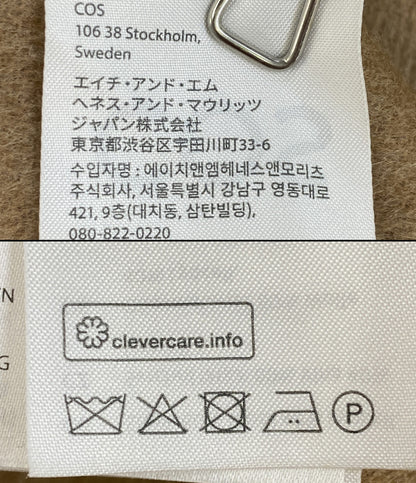 COS
106 38 Stockholm,
Sweden
エイチ・アンド・エム
ヘネス・アンド・マウリッツ
ジャパン株式会社
東京都渋谷区宇田川町33-6
수입자명 : 에이치앤엠헤네스앤모리츠
주식회사, 서울특별시 강남구 영동대로
421, 9층(대치동, 삼탄빌딩),
080-822-0220
N
G
clevercare.info
P